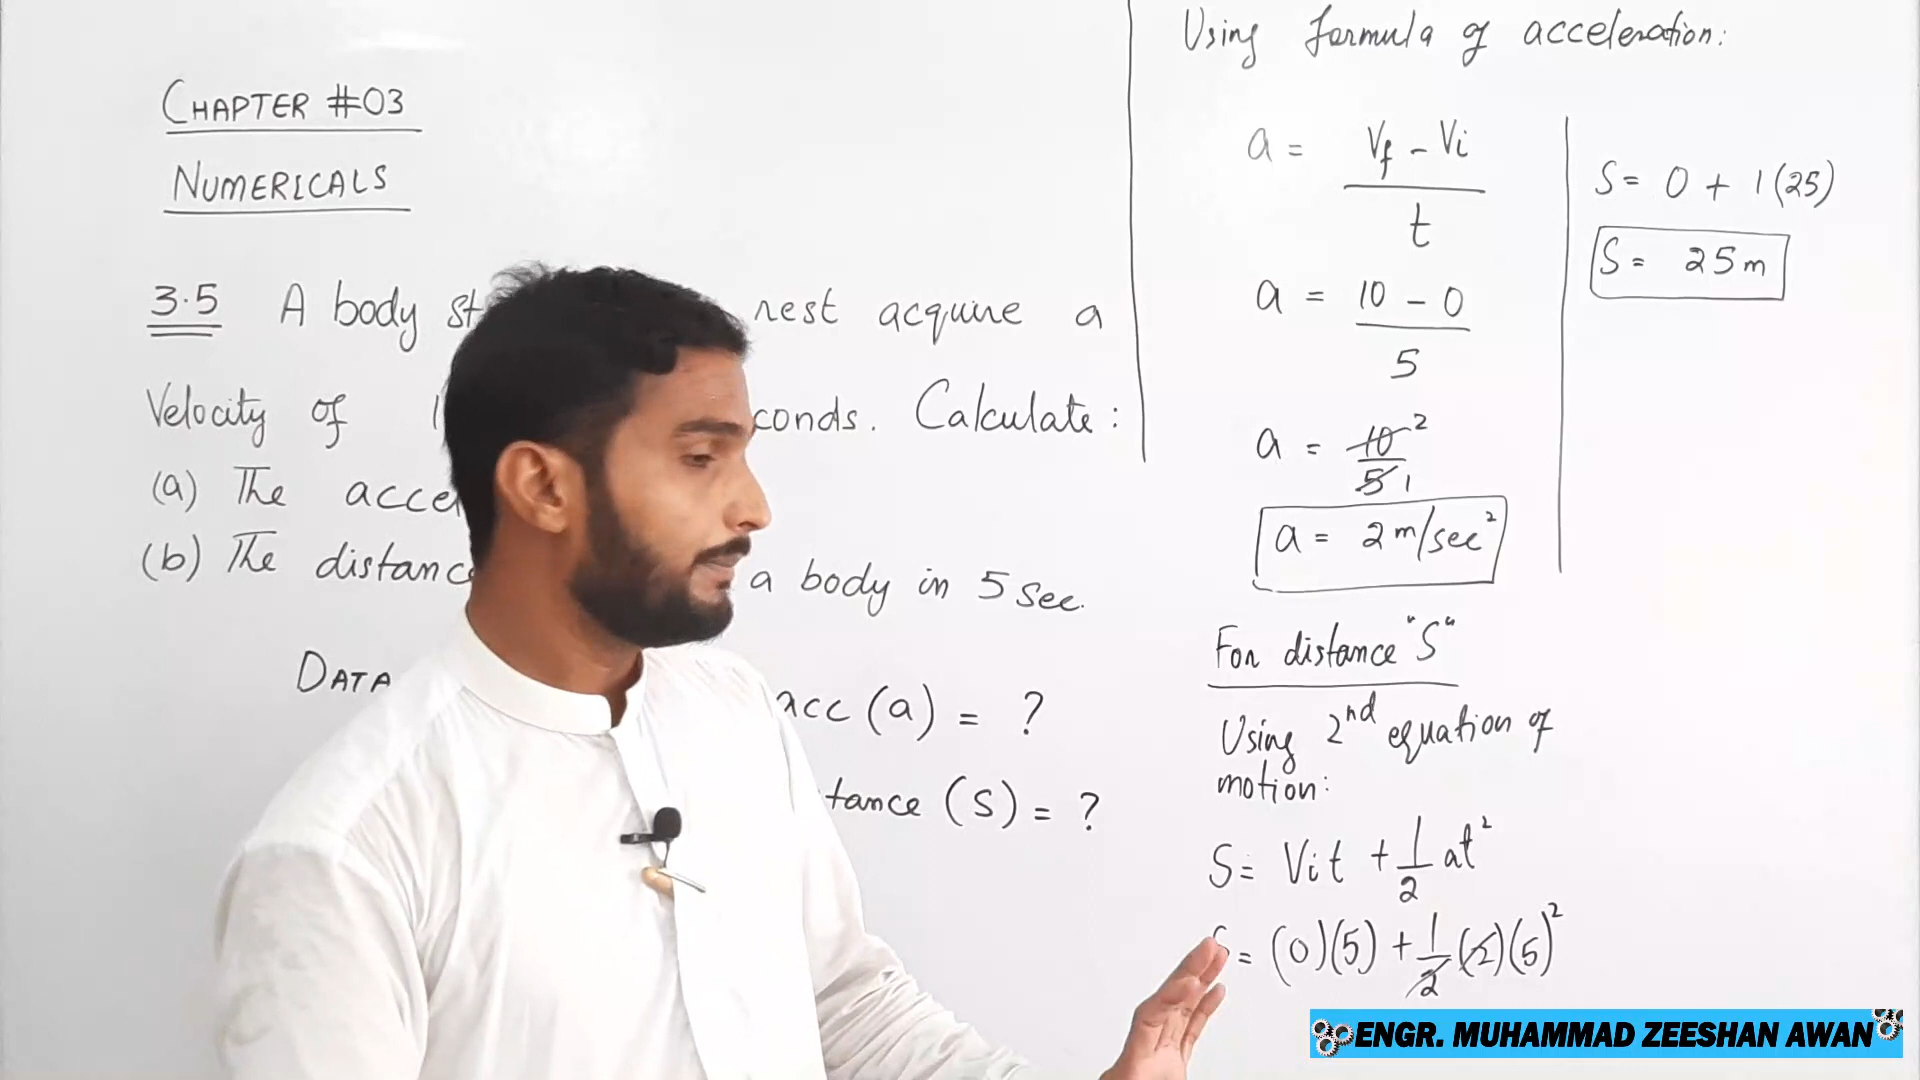 CHAPTER #03
NUMERICALS
3.5 A body st rest acquire a
Velocity of 1 conds. Calculate:
(a) The acce
(b) The distanc a body in 5 sec.
DATA
acc (a) = ?
tance (S) = ?
Using formula of acceleration:
a = Vf - Vi
t
a = 10 - 0
5
a = 10 2
5 1
a = 2 m/sec²
For distance "S"
Using 2nd equation of
motion:
S = Vit + 1/2 at²
S = (0)(5) + 1/2 (2)(5)²
S = 0 + 1(25)
S = 25 m
ENGR. MUHAMMAD ZEESHAN AWAN